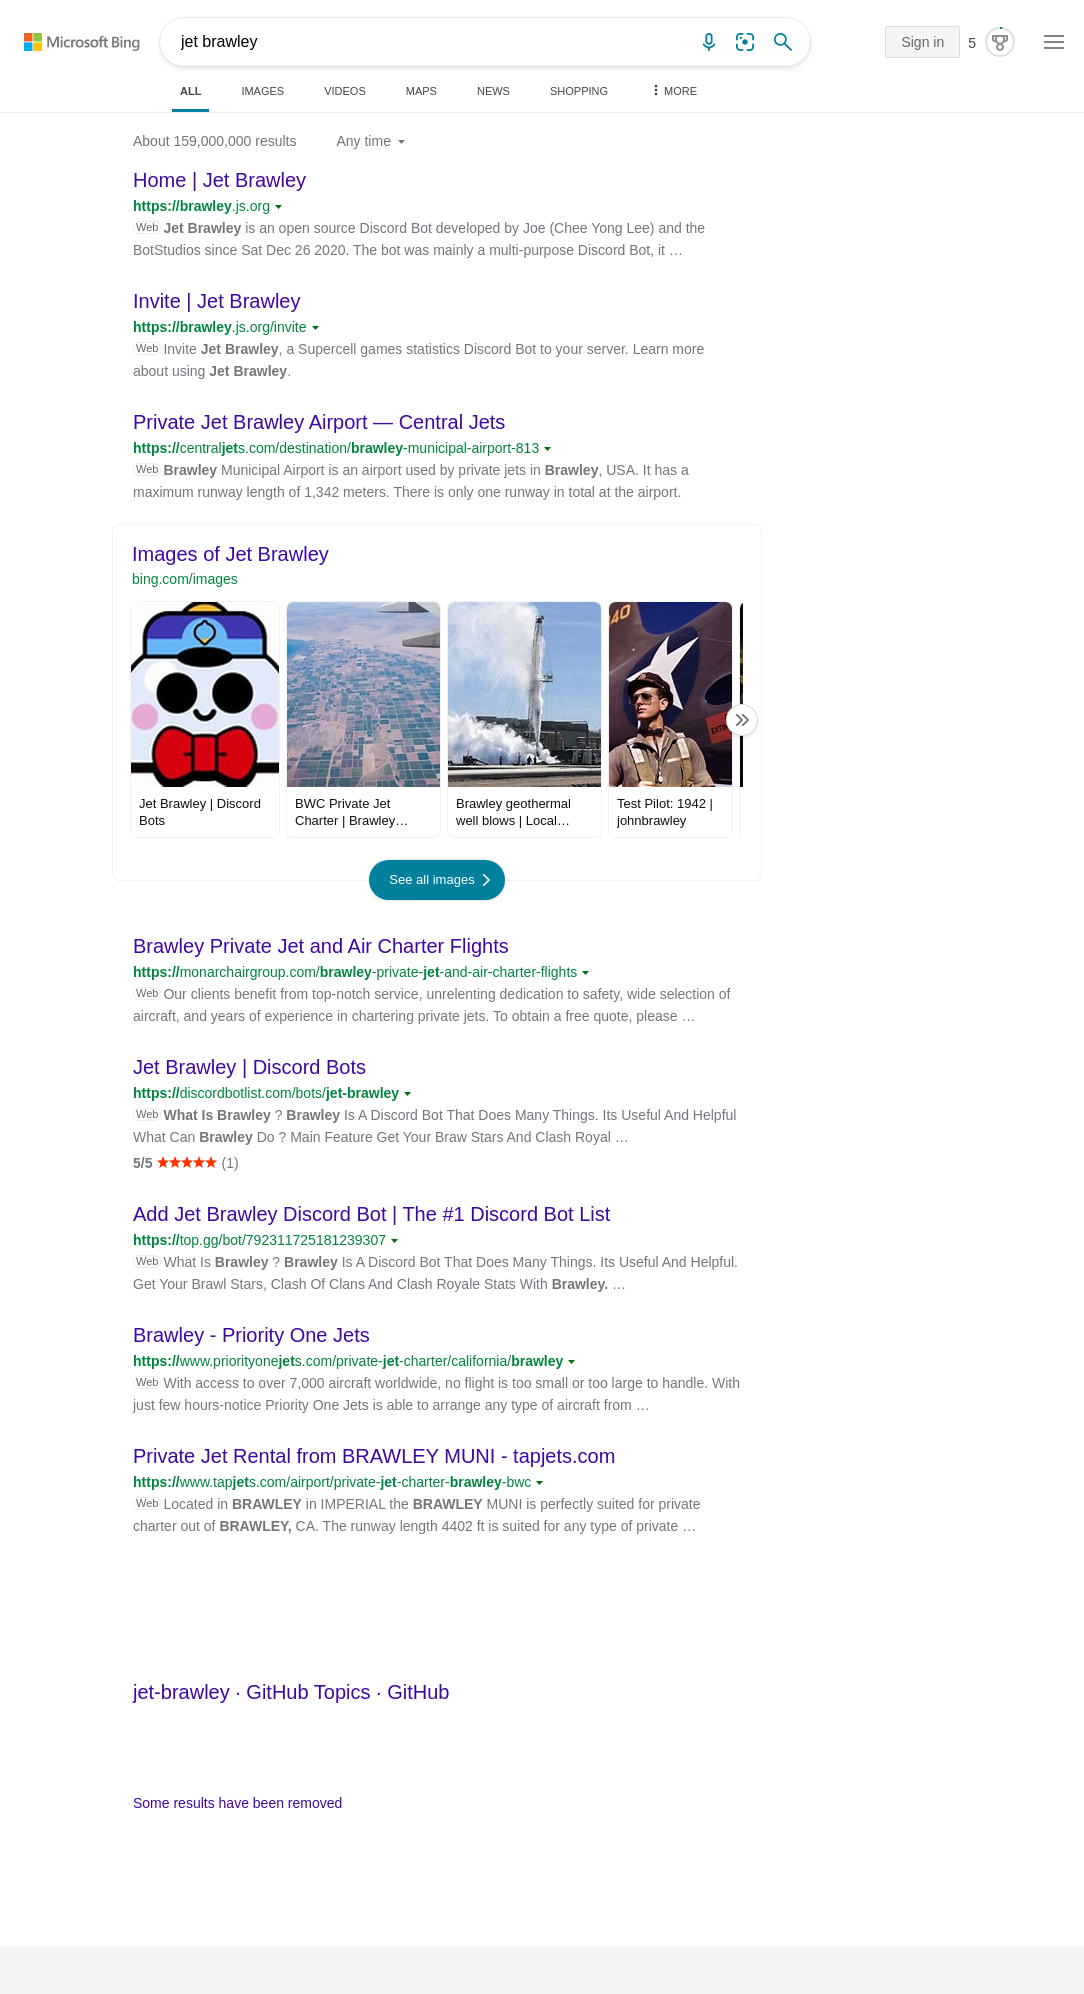 Microsoft Bing
jet brawley
Sign in
5
ALL IMAGES VIDEOS MAPS NEWS SHOPPING MORE
About 159,000,000 results Any time
Home | Jet Brawley
https://brawley.js.org
Web Jet Brawley is an open source Discord Bot developed by Joe (Chee Yong Lee) and the
BotStudios since Sat Dec 26 2020. The bot was mainly a multi-purpose Discord Bot, it …
Invite | Jet Brawley
https://brawley.js.org/invite
Web Invite Jet Brawley, a Supercell games statistics Discord Bot to your server. Learn more
about using Jet Brawley.
Private Jet Brawley Airport — Central Jets
https://centraljets.com/destination/brawley-municipal-airport-813
Web Brawley Municipal Airport is an airport used by private jets in Brawley, USA. It has a
maximum runway length of 1,342 meters. There is only one runway in total at the airport.
Images of Jet Brawley
bing.com/images
40
EXTIN
Jet Brawley | Discord
Bots
BWC Private Jet
Charter | Brawley…
Brawley geothermal
well blows | Local…
Test Pilot: 1942 |
johnbrawley
See all images
Brawley Private Jet and Air Charter Flights
https://monarchairgroup.com/brawley-private-jet-and-air-charter-flights
Web Our clients benefit from top-notch service, unrelenting dedication to safety, wide selection of
aircraft, and years of experience in chartering private jets. To obtain a free quote, please …
Jet Brawley | Discord Bots
https://discordbotlist.com/bots/jet-brawley
Web What Is Brawley ? Brawley Is A Discord Bot That Does Many Things. Its Useful And Helpful
What Can Brawley Do ? Main Feature Get Your Braw Stars And Clash Royal …
5/5 (1)
Add Jet Brawley Discord Bot | The #1 Discord Bot List
https://top.gg/bot/792311725181239307
Web What Is Brawley ? Brawley Is A Discord Bot That Does Many Things. Its Useful And Helpful.
Get Your Brawl Stars, Clash Of Clans And Clash Royale Stats With Brawley. …
Brawley - Priority One Jets
https://www.priorityonejets.com/private-jet-charter/california/brawley
Web With access to over 7,000 aircraft worldwide, no flight is too small or too large to handle. With
just few hours-notice Priority One Jets is able to arrange any type of aircraft from …
Private Jet Rental from BRAWLEY MUNI - tapjets.com
https://www.tapjets.com/airport/private-jet-charter-brawley-bwc
Web Located in BRAWLEY in IMPERIAL the BRAWLEY MUNI is perfectly suited for private
charter out of BRAWLEY, CA. The runway length 4402 ft is suited for any type of private …
jet-brawley · GitHub Topics · GitHub
Some results have been removed